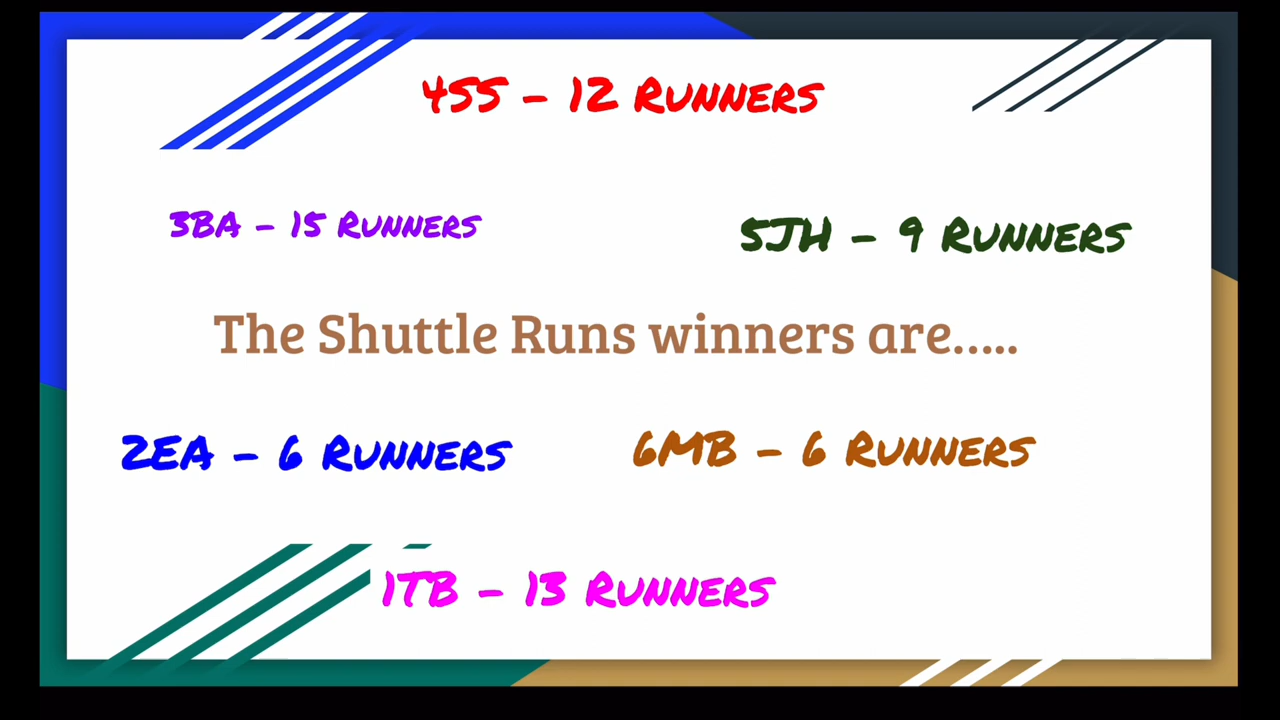 4SS – 12 Runners
3BA – 15 Runners
5JH – 9 Runners
The Shuttle Runs winners are.....
2EA – 6 Runners
6MB – 6 Runners
1TB – 13 Runners